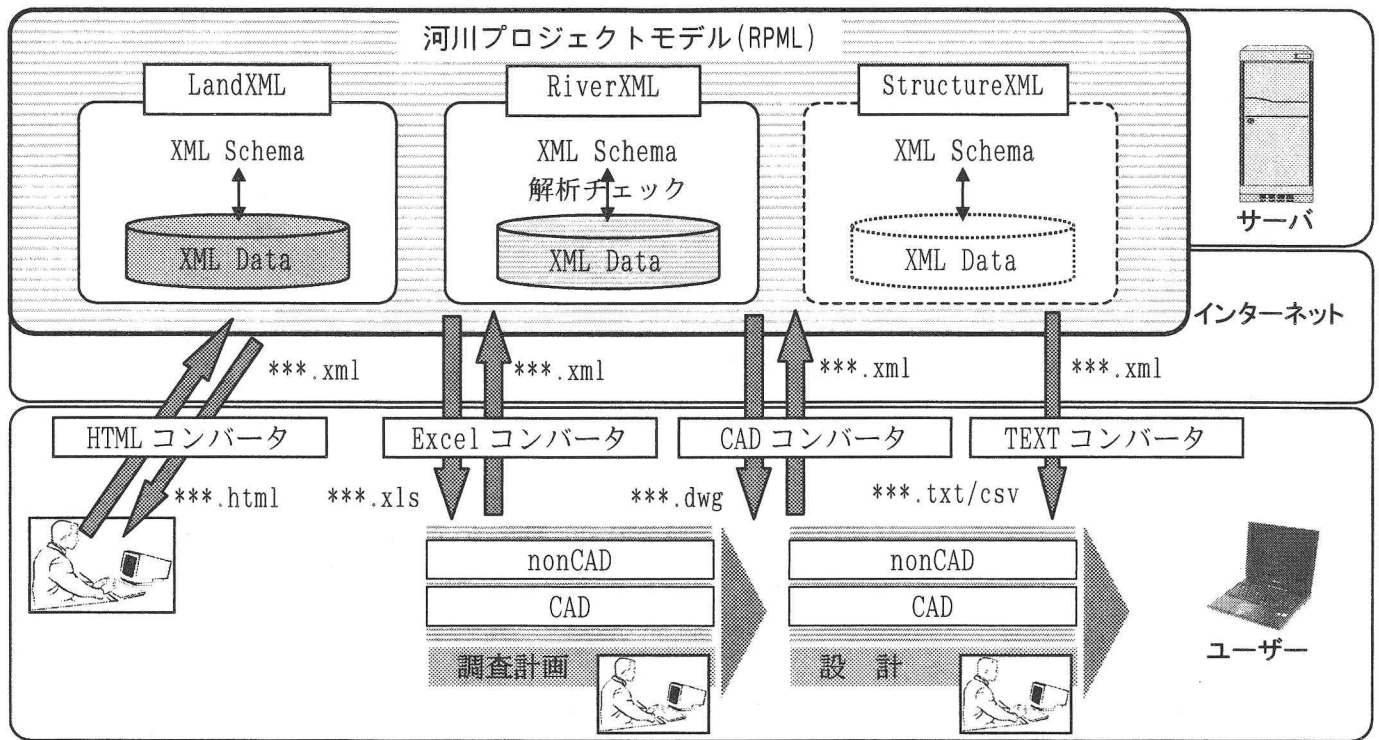 河川プロジェクトモデル(RPML)
LandXML
RiverXML
StructureXML
XML Schema
XML Schema
XML Schema
解析チェック
XML Data
XML Data
XML Data
サーバ
インターネット
***.xml
***.xml
***.xml
***.xml
HTML コンバータ
Excel コンバータ
CAD コンバータ
TEXT コンバータ
***.html
***.xls
***.dwg
***.txt/csv
nonCAD
nonCAD
CAD
CAD
調査計画
設 計
ユーザー